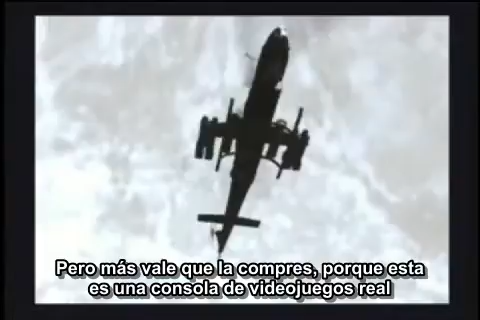 Pero más vale que la compres, porque esta
es una consola de videojuegos real